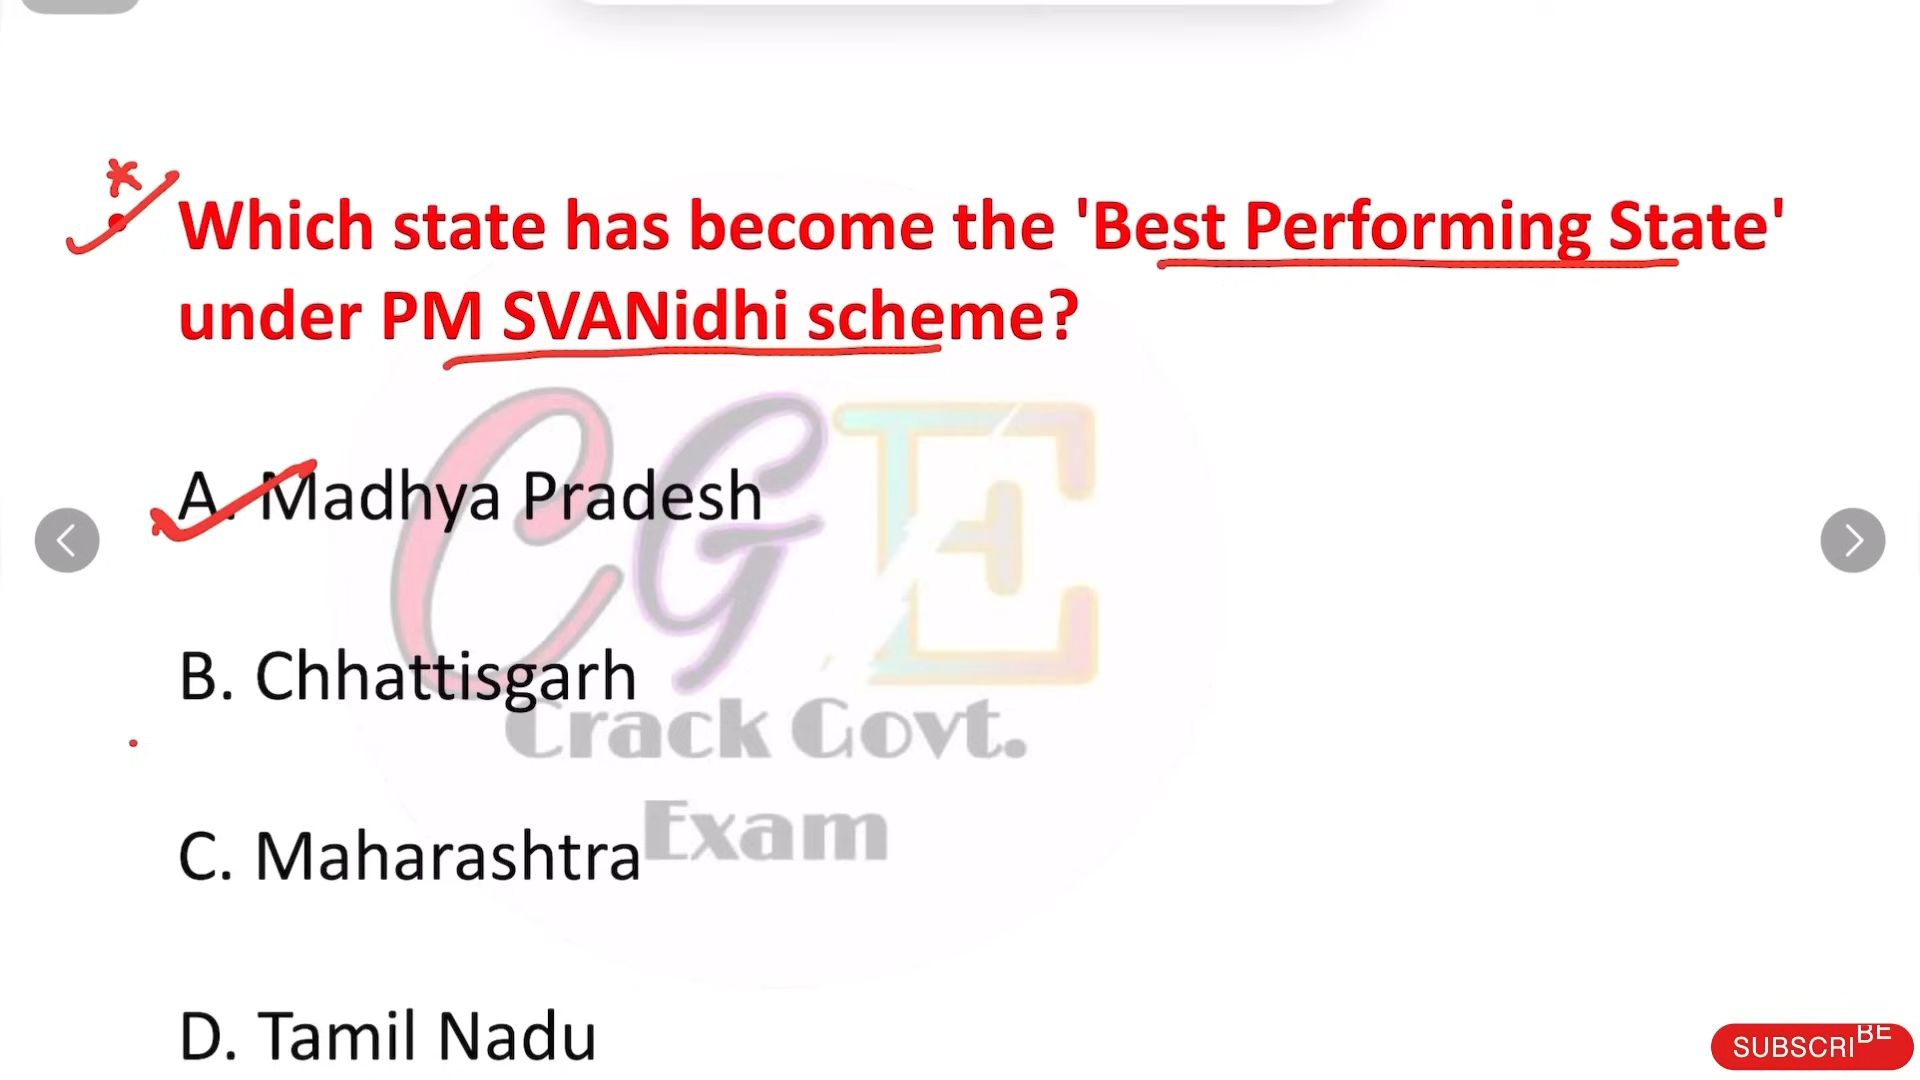 Which state has become the 'Best Performing State'
under PM SVANidhi scheme?
A. Madhya Pradesh
B. Chhattisgarh
C. Maharashtra
D. Tamil Nadu
CGE
Crack Govt.
Exam
SUBSCRIBE